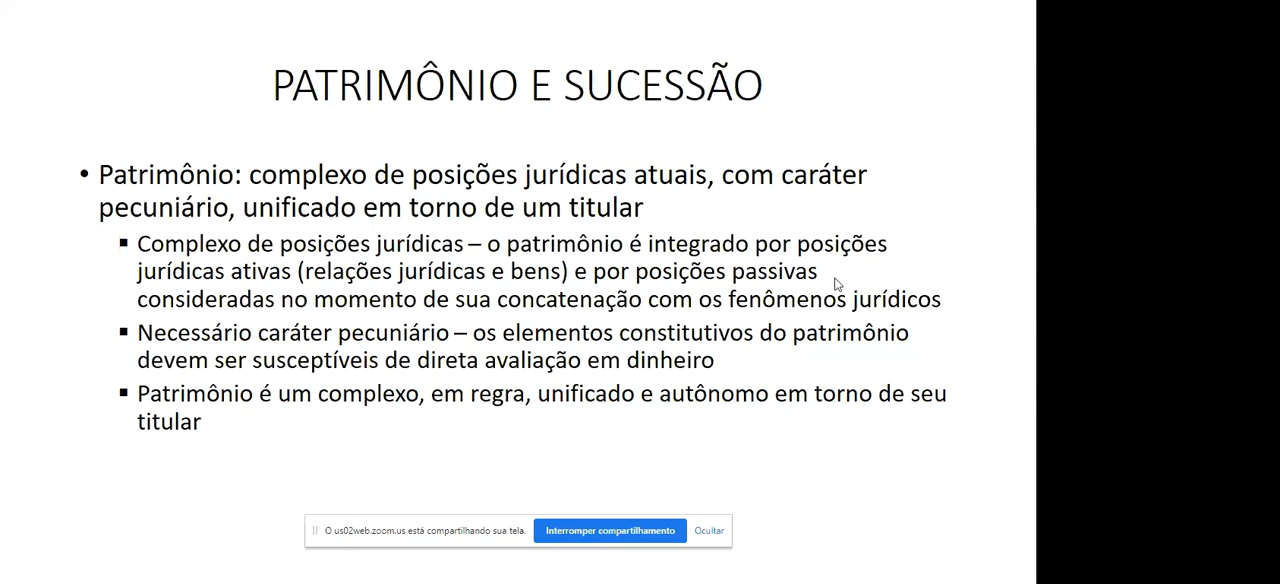 PATRIMÔNIO E SUCESSÃO
• Patrimônio: complexo de posições jurídicas atuais, com caráter
pecuniário, unificado em torno de um titular
▪ Complexo de posições jurídicas – o patrimônio é integrado por posições
jurídicas ativas (relações jurídicas e bens) e por posições passivas
consideradas no momento de sua concatenação com os fenômenos jurídicos
▪ Necessário caráter pecuniário – os elementos constitutivos do patrimônio
devem ser susceptíveis de direta avaliação em dinheiro
▪ Patrimônio é um complexo, em regra, unificado e autônomo em torno de seu
titular
O us02web.zoom.us está compartilhando sua tela. Interromper compartilhamento Ocultar